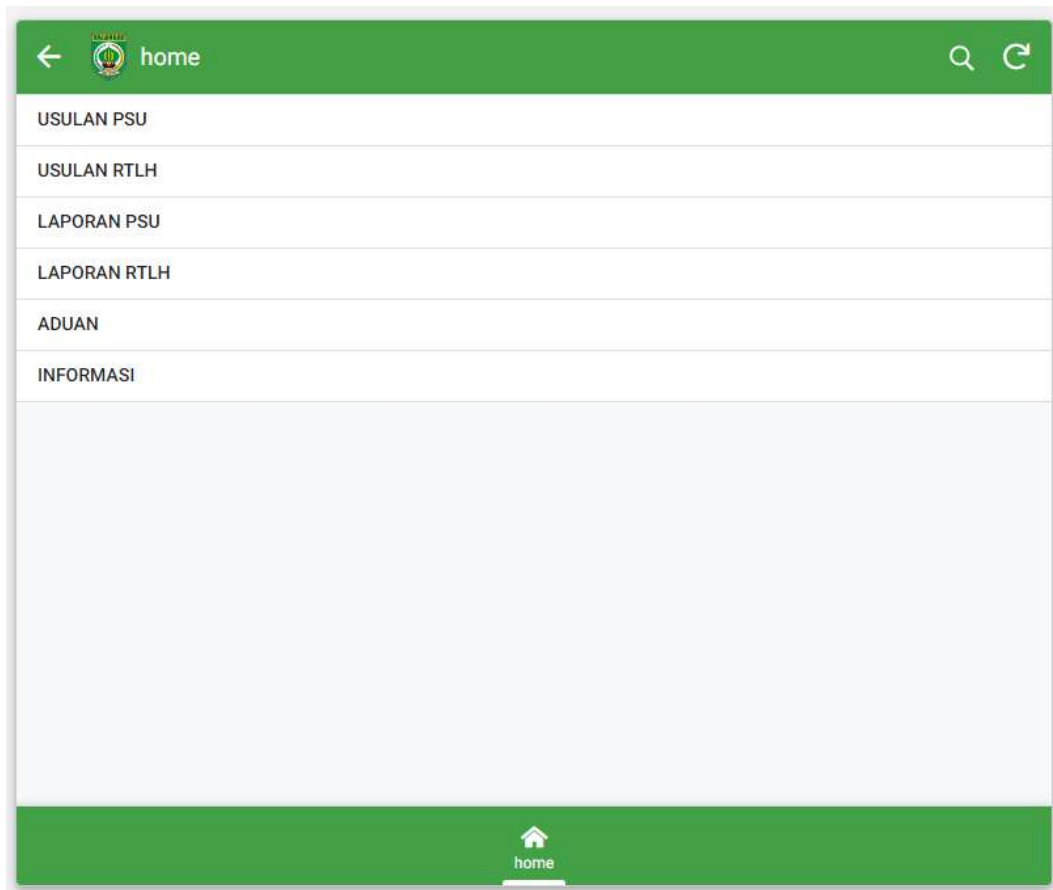 home
USULAN PSU
USULAN RTLH
LAPORAN PSU
LAPORAN RTLH
ADUAN
INFORMASI
home